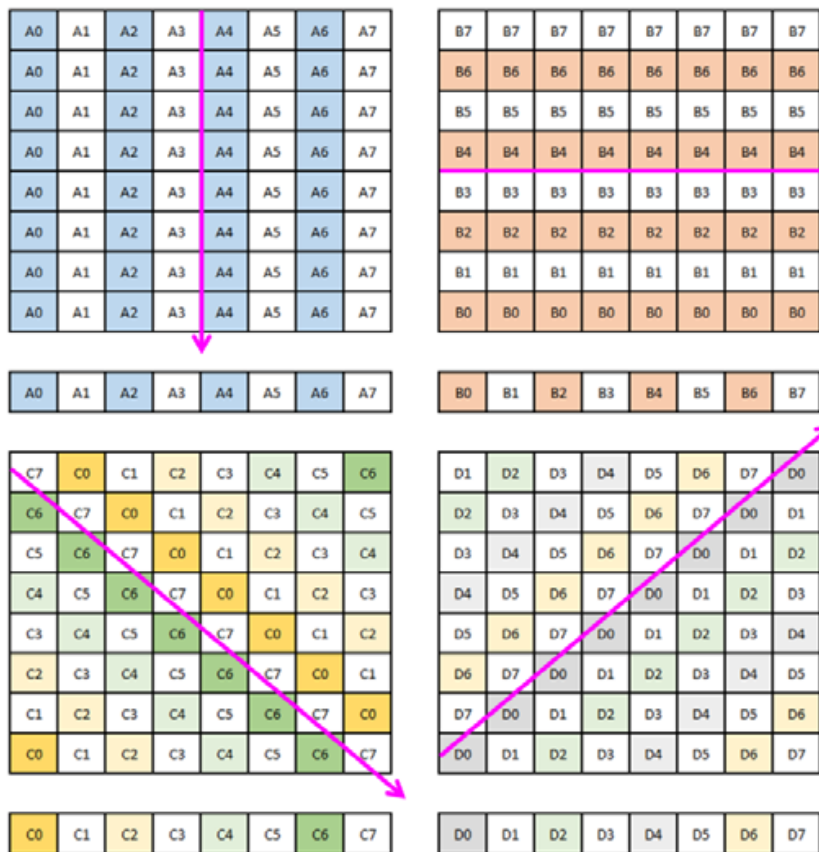 A0 A1 A2 A3 A4 A5 A6 A7
A0 A1 A2 A3 A4 A5 A6 A7
A0 A1 A2 A3 A4 A5 A6 A7
A0 A1 A2 A3 A4 A5 A6 A7
A0 A1 A2 A3 A4 A5 A6 A7
A0 A1 A2 A3 A4 A5 A6 A7
A0 A1 A2 A3 A4 A5 A6 A7
A0 A1 A2 A3 A4 A5 A6 A7
A0 A1 A2 A3 A4 A5 A6 A7
B7 B7 B7 B7 B7 B7 B7 B7
B6 B6 B6 B6 B6 B6 B6 B6
B5 B5 B5 B5 B5 B5 B5 B5
B4 B4 B4 B4 B4 B4 B4 B4
B3 B3 B3 B3 B3 B3 B3 B3
B2 B2 B2 B2 B2 B2 B2 B2
B1 B1 B1 B1 B1 B1 B1 B1
B0 B0 B0 B0 B0 B0 B0 B0
B0 B1 B2 B3 B4 B5 B6 B7
C7 C0 C1 C2 C3 C4 C5 C6
C6 C7 C0 C1 C2 C3 C4 C5
C5 C6 C7 C0 C1 C2 C3 C4
C4 C5 C6 C7 C0 C1 C2 C3
C3 C4 C5 C6 C7 C0 C1 C2
C2 C3 C4 C5 C6 C7 C0 C1
C1 C2 C3 C4 C5 C6 C7 C0
C0 C1 C2 C3 C4 C5 C6 C7
C0 C1 C2 C3 C4 C5 C6 C7
D1 D2 D3 D4 D5 D6 D7 D0
D2 D3 D4 D5 D6 D7 D0 D1
D3 D4 D5 D6 D7 D0 D1 D2
D4 D5 D6 D7 D0 D1 D2 D3
D5 D6 D7 D0 D1 D2 D3 D4
D6 D7 D0 D1 D2 D3 D4 D5
D7 D0 D1 D2 D3 D4 D5 D6
D0 D1 D2 D3 D4 D5 D6 D7
D0 D1 D2 D3 D4 D5 D6 D7